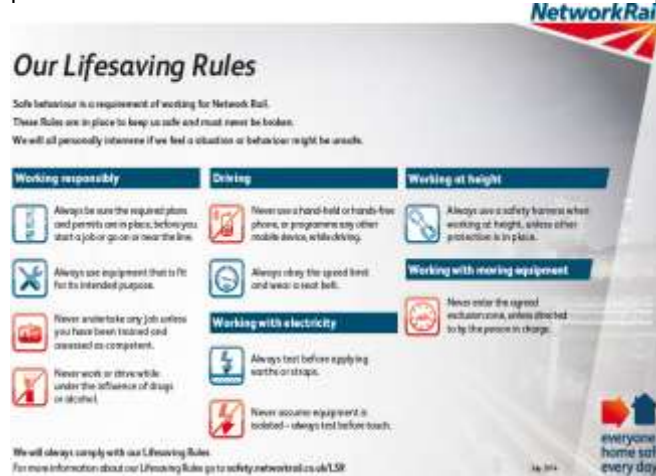 NetworkRai
Our Lifesaving Rules
Safe behaviour is a requirement of working for Network Rail.
These Rules are in place to keep us safe and must never be broken.
We will all personally intervene if we feel a situation or behaviour might be unsafe.
Working responsibly
Always be sure the required plans
and permits are in place, before you
start a job or go on or near the line.
Always use equipment that is fit
for its intended purpose.
Never undertake any job unless
you have been trained and
assessed as competent.
Never work or drive while
under the influence of drugs
or alcohol.
Driving
Never use a hand-held or hands-free
phone, or programme any other
mobile device, while driving.
Always obey the speed limit
and wear a seat belt.
Working with electricity
Always test before applying
earths or straps.
Never assume equipment is
isolated – always test before touch.
Working at height
Always use a safety harness when
working at height, unless other
protection is in place.
Working with moving equipment
Never enter the agreed
exclusion zone, unless directed
to by the person in charge.
We will always comply with our Lifesaving Rules
For more information about our Lifesaving Rules go to safety.networkrail.co.uk/LSR
everyone
home saf
every day